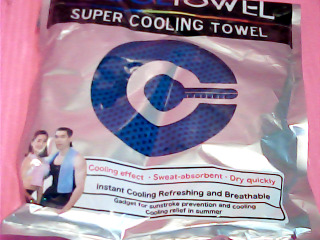 TOWEL
SUPER COOLING TOWEL
Cooling effect · Sweat-absorbent · Dry quickly
Instant Cooling Refreshing and Breathable
Gadget for sunstroke prevention and cooling
Cooling relief in summer